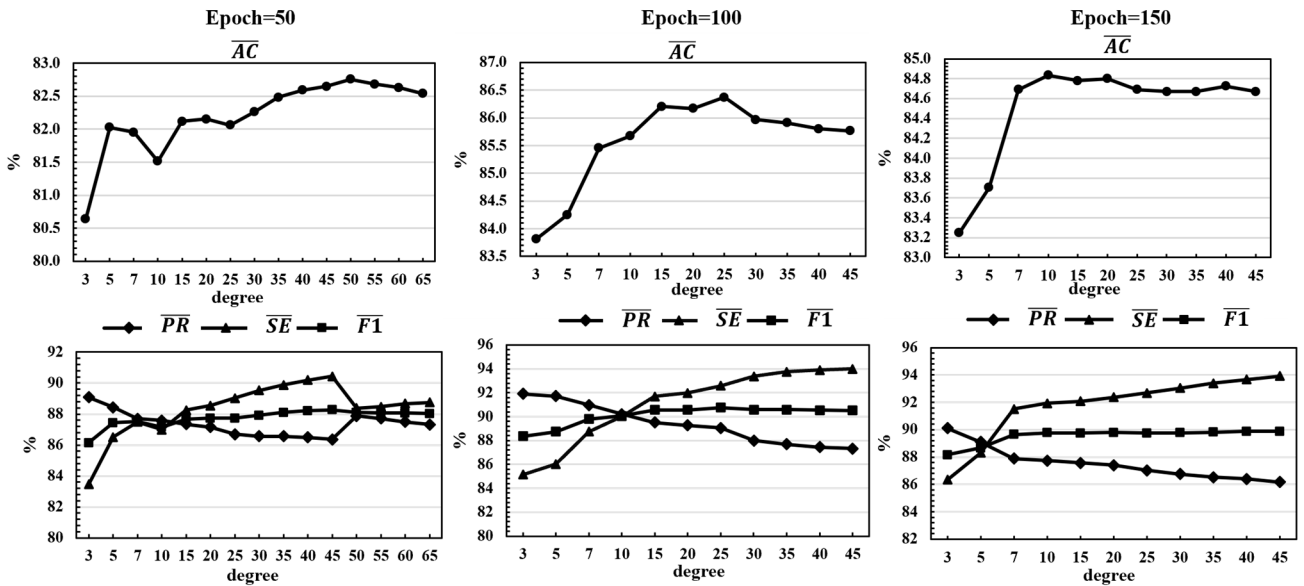 Epoch=50
AC
83.0
82.5
82.0
81.5
81.0
80.5
80.0
%
3 5 7 10 15 20 25 30 35 40 45 50 55 60 65
degree
PR SE F1
92
90
88
86
84
82
80
%
3 5 7 10 15 20 25 30 35 40 45 50 55 60 65
degree
Epoch=100
AC
87.0
86.5
86.0
85.5
85.0
84.5
84.0
83.5
%
3 5 7 10 15 20 25 30 35 40 45
degree
PR SE F1
96
94
92
90
88
86
84
82
80
%
3 5 7 10 15 20 25 30 35 40 45
degree
Epoch=150
AC
85.0
84.8
84.6
84.4
84.2
84.0
83.8
83.6
83.4
83.2
83.0
%
3 5 7 10 15 20 25 30 35 40 45
degree
PR SE F1
96
94
92
90
88
86
84
82
%
3 5 7 10 15 20 25 30 35 40 45
degree